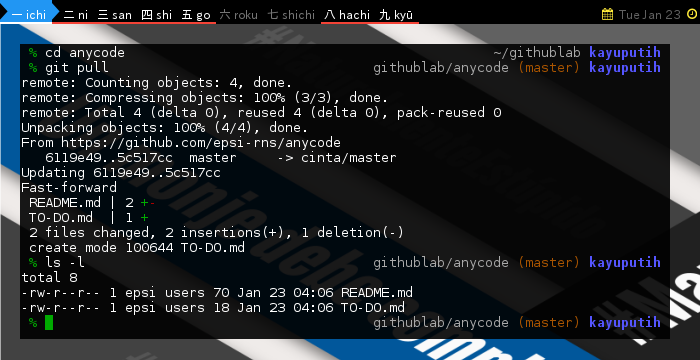 一 ichi 二 ni 三 san 四 shi 五 go 六 roku 七 shichi 八 hachi 九 kyū Tue Jan 23
% cd anycode ~/githublab kayuputih
% git pull githublab/anycode (master) kayuputih
remote: Counting objects: 4, done.
remote: Compressing objects: 100% (3/3), done.
remote: Total 4 (delta 0), reused 4 (delta 0), pack-reused 0
Unpacking objects: 100% (4/4), done.
From https://github.com/epsi-rns/anycode
   6119e49..5c517cc  master     -> cinta/master
Updating 6119e49..5c517cc
Fast-forward
 README.md | 2 +-
 TO-DO.md  | 1 +
 2 files changed, 2 insertions(+), 1 deletion(-)
 create mode 100644 TO-DO.md
% ls -l githublab/anycode (master) kayuputih
total 8
-rw-r--r-- 1 epsi users 70 Jan 23 04:06 README.md
-rw-r--r-- 1 epsi users 18 Jan 23 04:06 TO-DO.md
% githublab/anycode (master) kayuputih